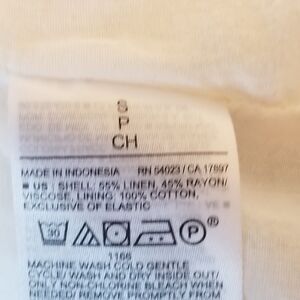 S
P
CH
MADE IN INDONESIA RN 54023 / CA 17897
■ US : SHELL: 55% LINEN, 45% RAYON/
VISCOSE, LINING: 100% COTTON,
EXCLUSIVE OF ELASTIC
30 P
1166
MACHINE WASH COLD GENTLE
CYCLE/ WASH AND DRY INSIDE OUT/
ONLY NON-CHLORINE BLEACH WHEN
NEEDED/ REMOVE PROMPTLY FROM